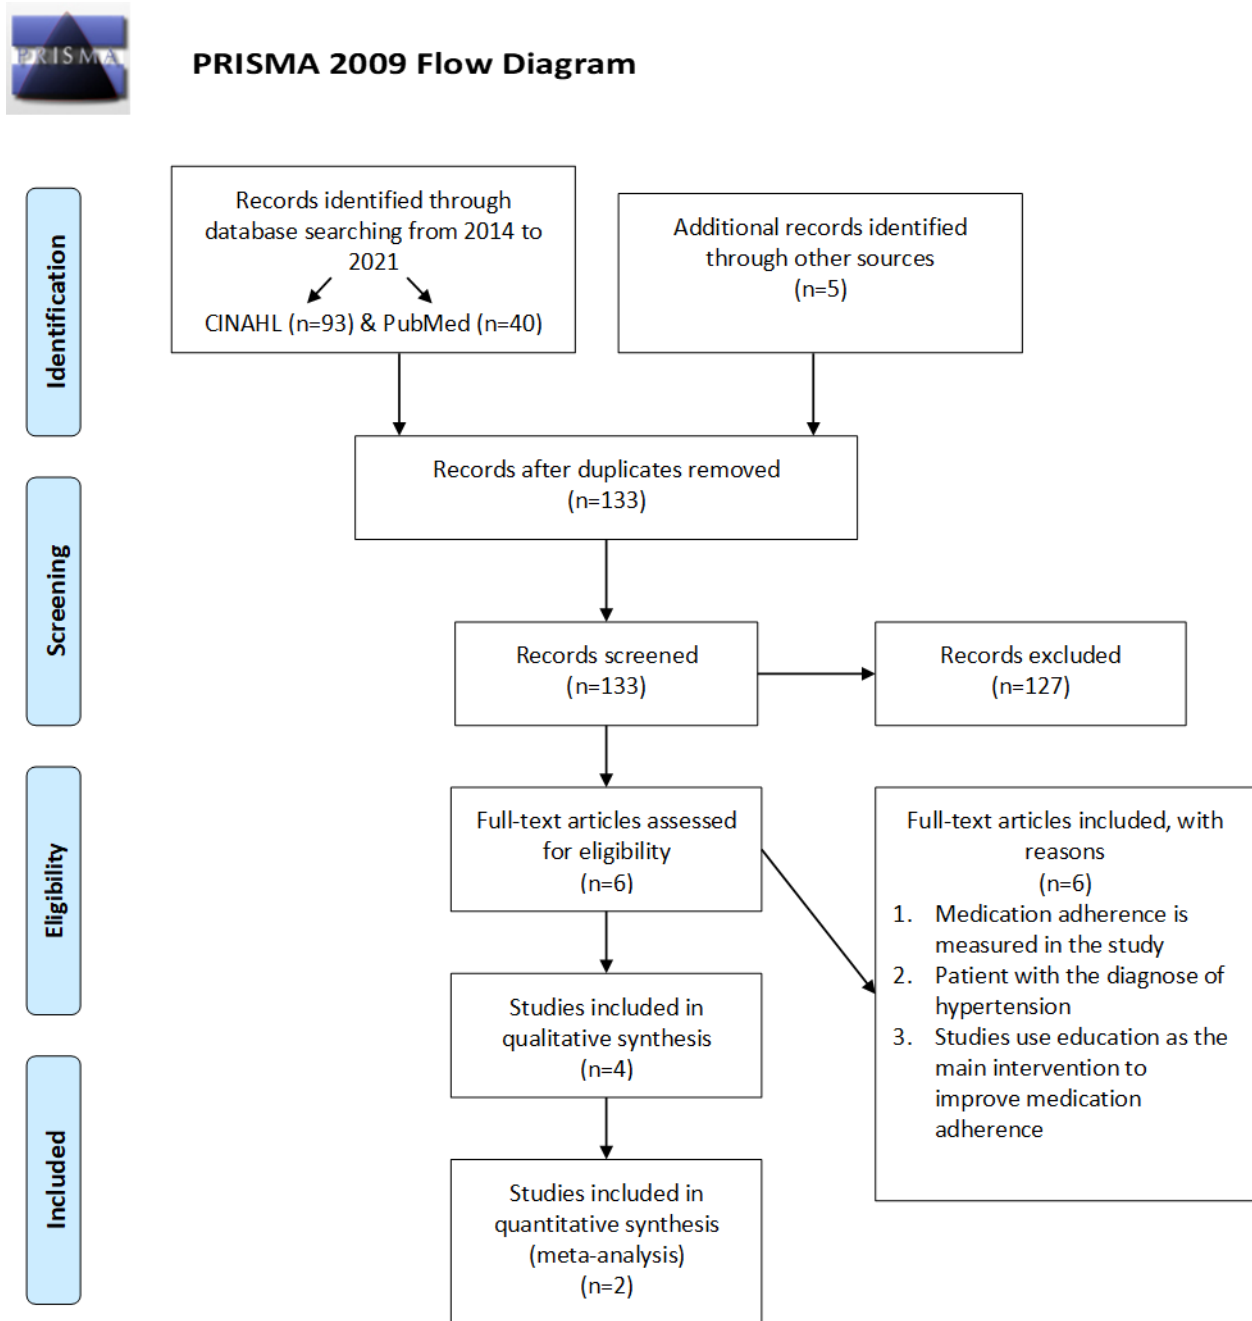 PRISMA
PRISMA 2009 Flow Diagram
Identification
Records identified through
database searching from 2014 to
2021
CINAHL (n=93) & PubMed (n=40)
Additional records identified
through other sources
(n=5)
Records after duplicates removed
(n=133)
Screening
Records screened
(n=133)
Records excluded
(n=127)
Eligibility
Full-text articles assessed
for eligibility
(n=6)
Full-text articles included, with
reasons
(n=6)
1. Medication adherence is
measured in the study
2. Patient with the diagnose of
hypertension
3. Studies use education as the
main intervention to
improve medication
adherence
Studies included in
qualitative synthesis
(n=4)
Included
Studies included in
quantitative synthesis
(meta-analysis)
(n=2)